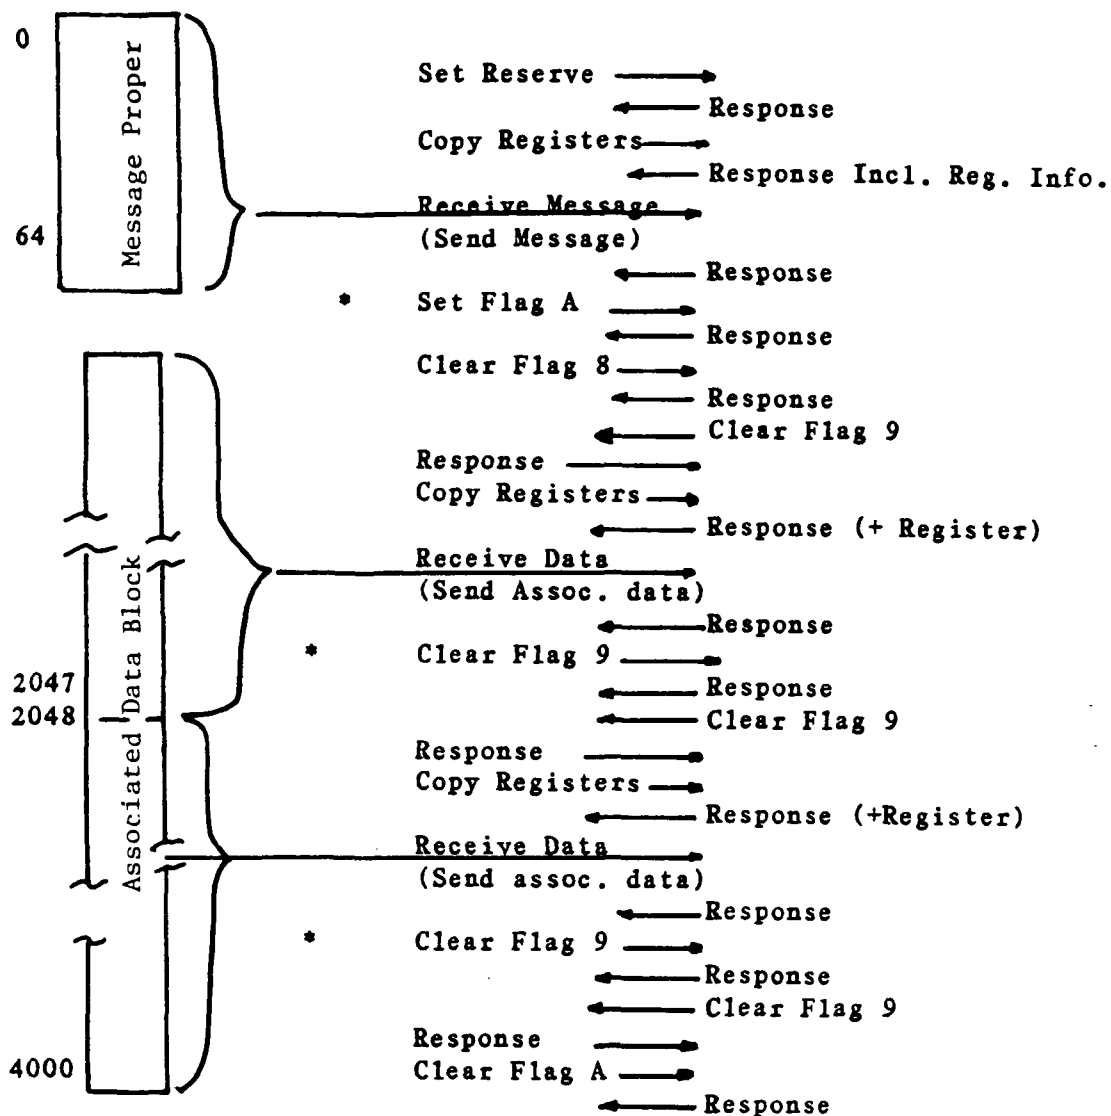 0
Message Proper
64
Set Reserve
Response
Copy Registers
Response Incl. Reg. Info.
Receive Message
(Send Message)
Response
* Set Flag A
Response
Clear Flag 8
Response
Clear Flag 9
Response
Copy Registers
Response (+ Register)
Associated Data Block
2047
2048
4000
Receive Data
(Send Assoc. data)
Response
* Clear Flag 9
Response
Clear Flag 9
Response
Copy Registers
Response (+Register)
Receive Data
(Send assoc. data)
Response
* Clear Flag 9
Response
Clear Flag 9
Response
Clear Flag A
Response